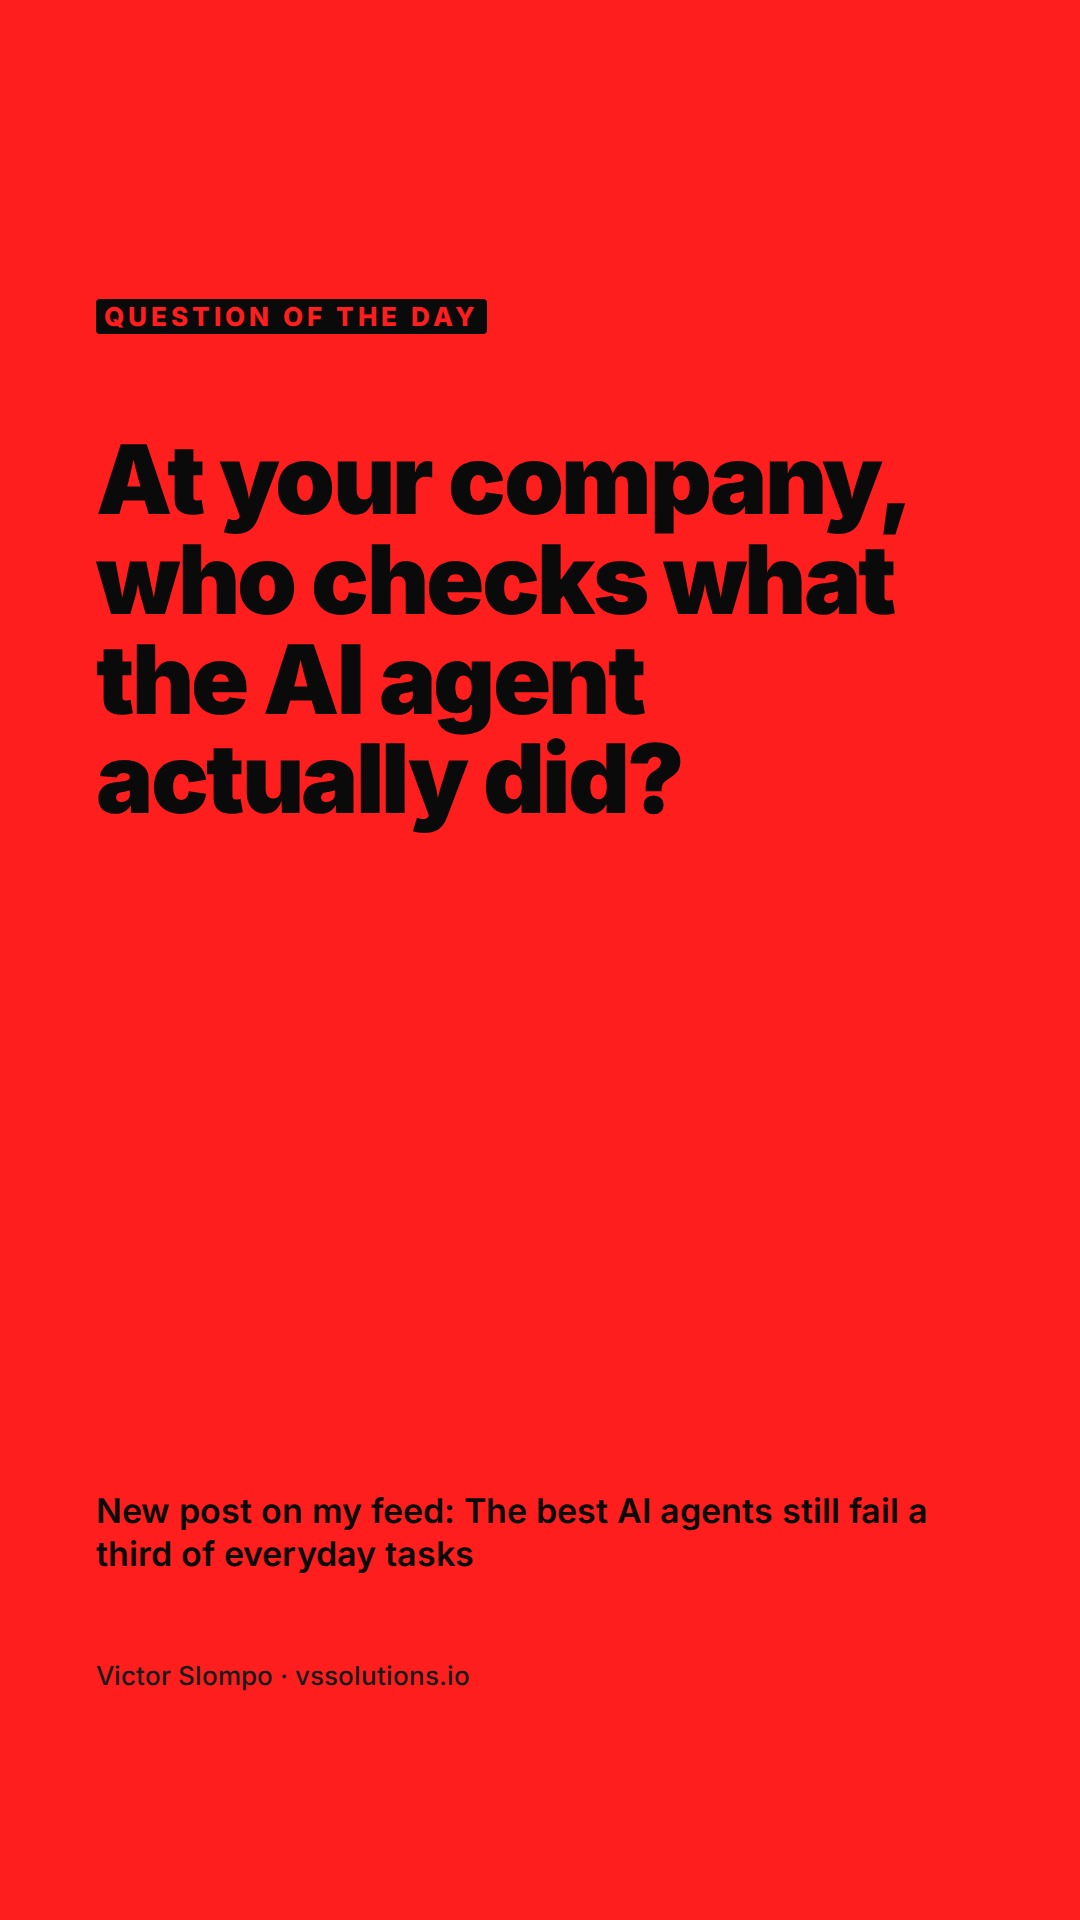 QUESTION OF THE DAY
At your company,
who checks what
the AI agent
actually did?
New post on my feed: The best AI agents still fail a
third of everyday tasks
Victor Slompo · vssolutions.io